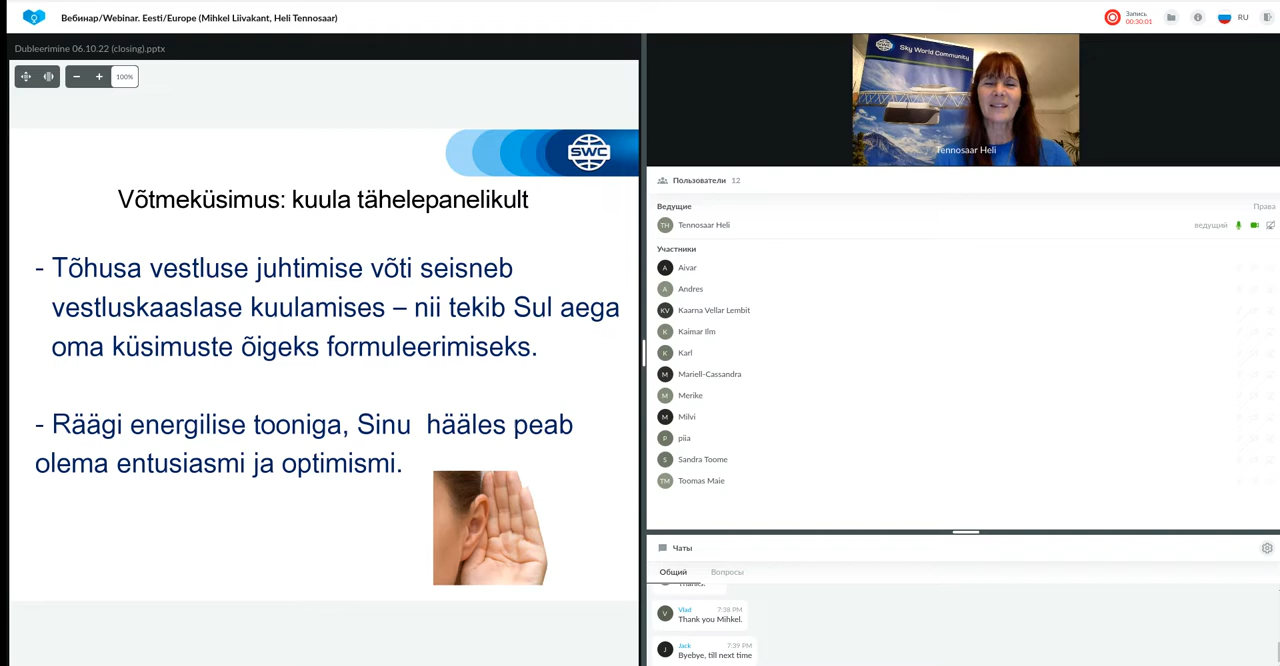 Вебинар/Webinar. Eesti/Europe (Mihkel Liivakant, Heli Tennosaar)
Запись
00:30:01
RU
Dubleerimine 06.10.22 (closing).pptx
100%
SWC
Võtmeküsimus: kuula tähelepanelikult
- Tõhusa vestluse juhtimise võti seisneb
vestluskaaslase kuulamises – nii tekib Sul aega
oma küsimuste õigeks formuleerimiseks.
- Räägi energilise tooniga, Sinu hääles peab
olema entusiasmi ja optimismi.
Sky World Community
Tennosaar Heli
Пользователи 12
Ведущие
Права
TH Tennosaar Heli
ведущий
Участники
A Aivar
A Andres
KV Kaarna Vellar Lembit
K Kaimar Ilm
K Karl
M Mariell-Cassandra
M Merike
M Milvi
P piia
S Sandra Toome
TM Toomas Maie
Чаты
Общий
Вопросы
Thanks.
V Vlad 7:38 PM
Thank you Mihkel.
J Jack 7:39 PM
Byebye, till next time